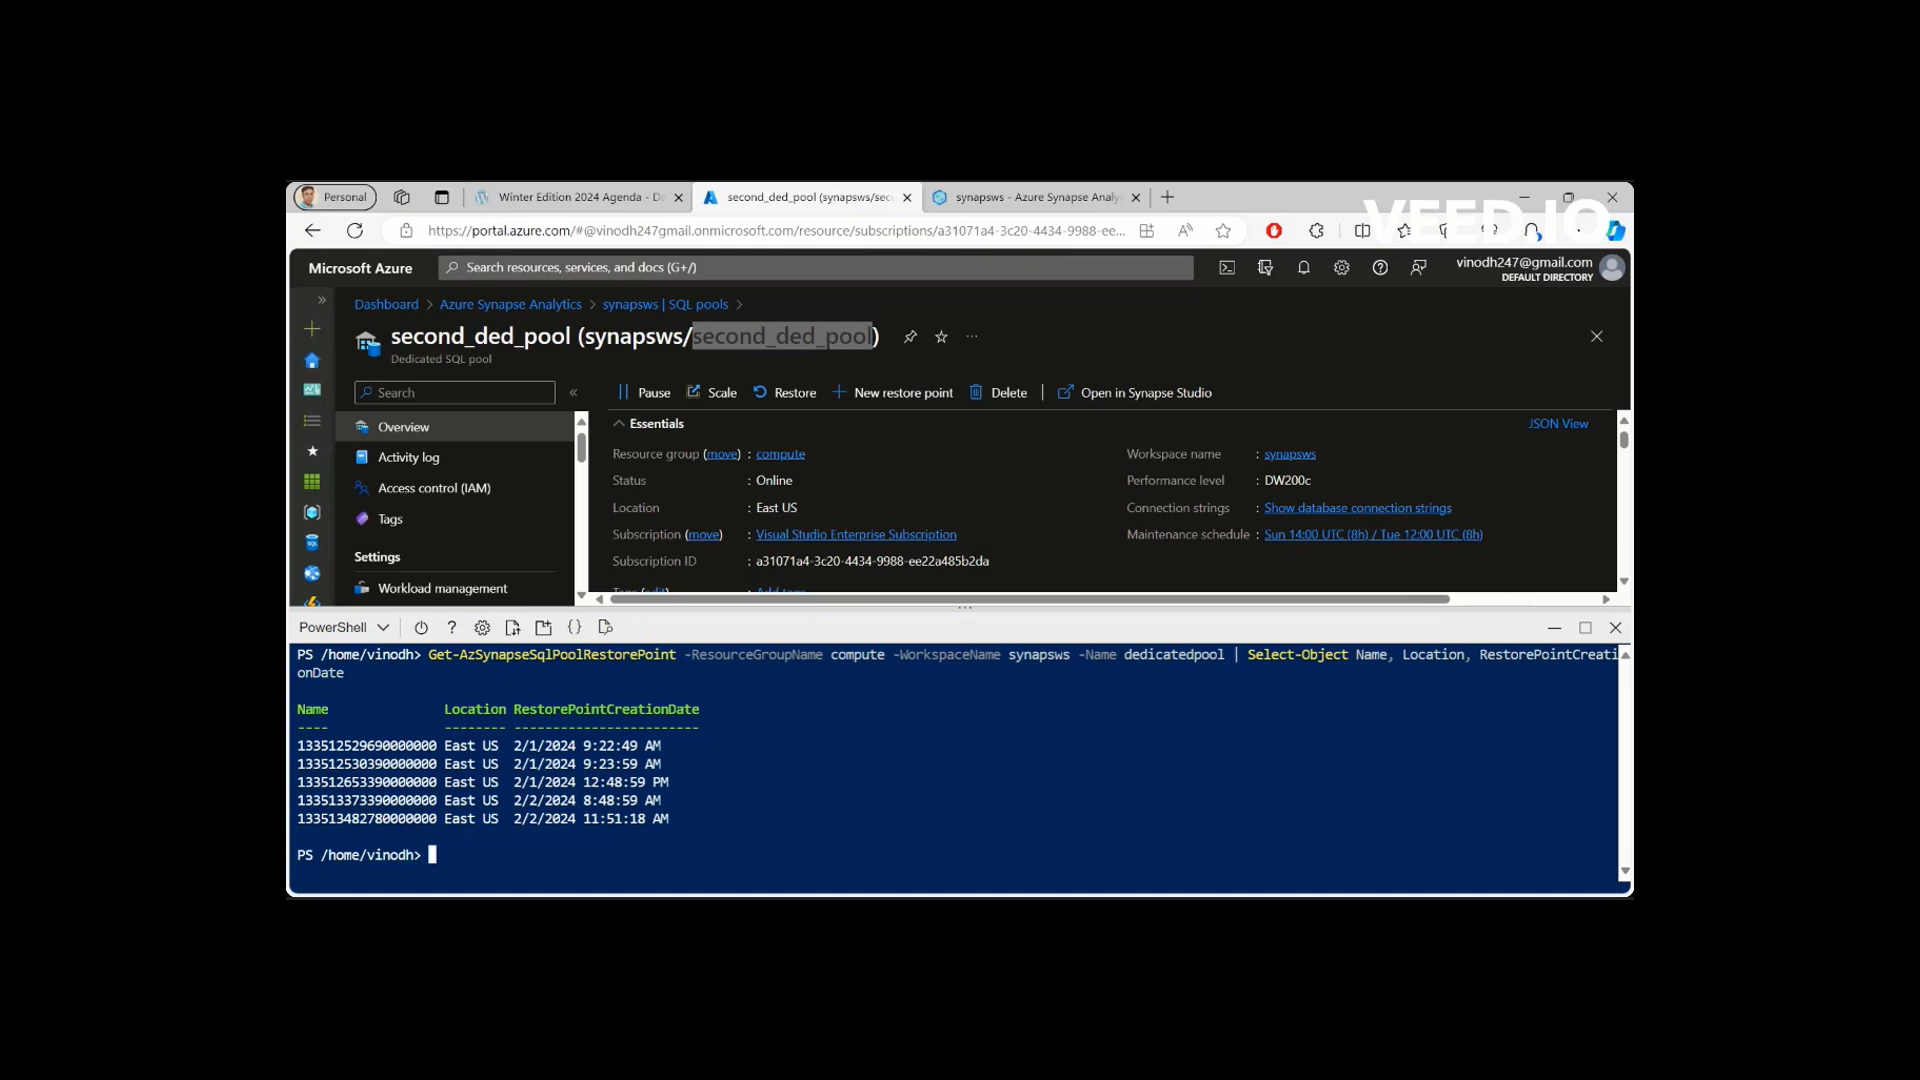 Personal
Winter Edition 2024 Agenda - Da
second_ded_pool (synapsws/sec
synapsws - Azure Synapse Analy
VEED.IO
https://portal.azure.com/#@vinodh247gmail.onmicrosoft.com/resource/subscriptions/a31071a4-3c20-4434-9988-ee...
Microsoft Azure
Search resources, services, and docs (G+/)
vinodh247@gmail.com
DEFAULT DIRECTORY
Dashboard > Azure Synapse Analytics > synapsws | SQL pools >
second_ded_pool (synapsws/second_ded_pool)
Dedicated SQL pool
Search
Pause Scale Restore New restore point Delete Open in Synapse Studio
Overview
Activity log
Access control (IAM)
Tags
Settings
Workload management
Essentials
JSON View
Resource group (move) : compute
Status : Online
Location : East US
Subscription (move) : Visual Studio Enterprise Subscription
Subscription ID : a31071a4-3c20-4434-9988-ee22a485b2da
Tags (edit) : Add tags
Workspace name : synapsws
Performance level : DW200c
Connection strings : Show database connection strings
Maintenance schedule : Sun 14:00 UTC (8h) / Tue 12:00 UTC (8h)
PowerShell
PS /home/vinodh> Get-AzSynapseSqlPoolRestorePoint -ResourceGroupName compute -WorkspaceName synapsws -Name dedicatedpool | Select-Object Name, Location, RestorePointCreati
onDate
Name Location RestorePointCreationDate
---- -------- ------------------------
133512529690000000 East US 2/1/2024 9:22:49 AM
133512530390000000 East US 2/1/2024 9:23:59 AM
133512653390000000 East US 2/1/2024 12:48:59 PM
133513373390000000 East US 2/2/2024 8:48:59 AM
133513482780000000 East US 2/2/2024 11:51:18 AM
PS /home/vinodh>